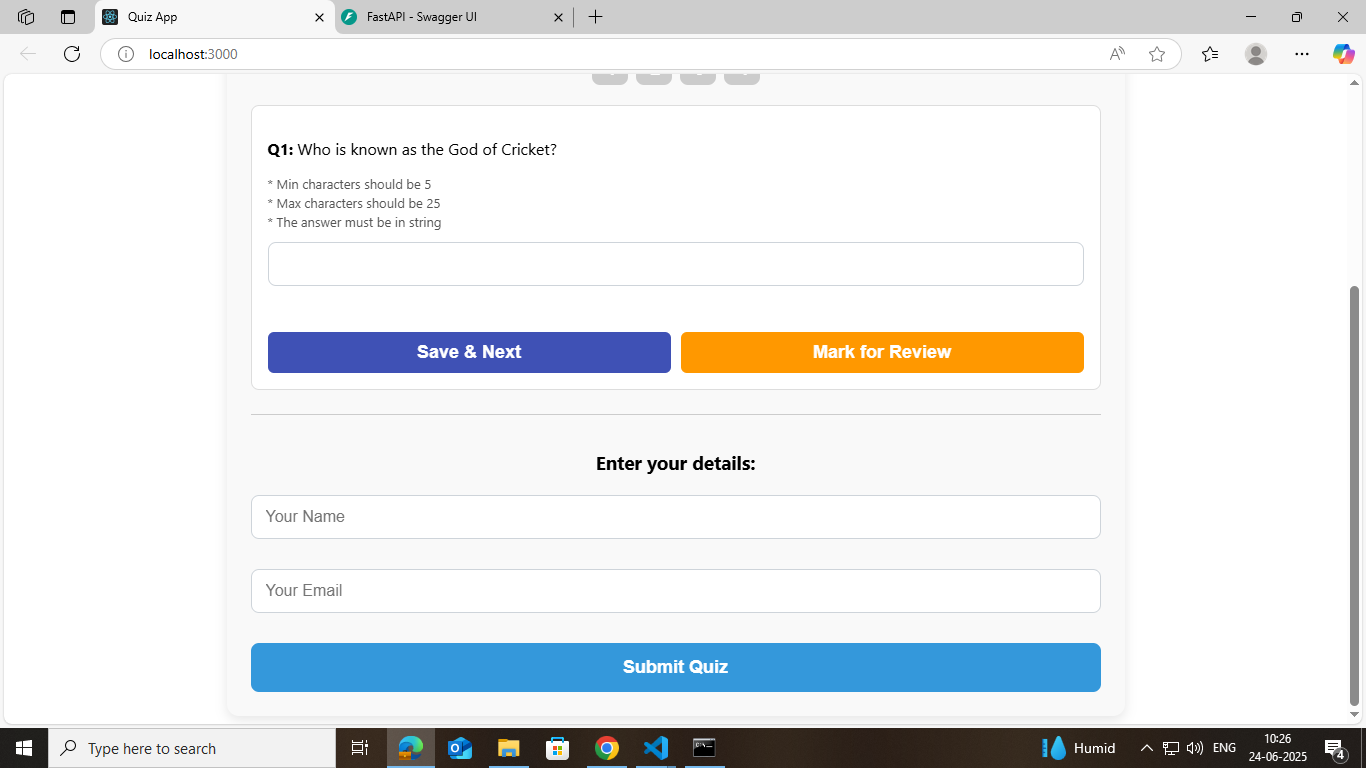 Quiz App
FastAPI - Swagger UI
localhost:3000
Q1: Who is known as the God of Cricket?
* Min characters should be 5
* Max characters should be 25
* The answer must be in string
Save & Next
Mark for Review
Enter your details:
Your Name
Your Email
Submit Quiz
Type here to search
Humid
ENG
10:26
24-06-2025
4